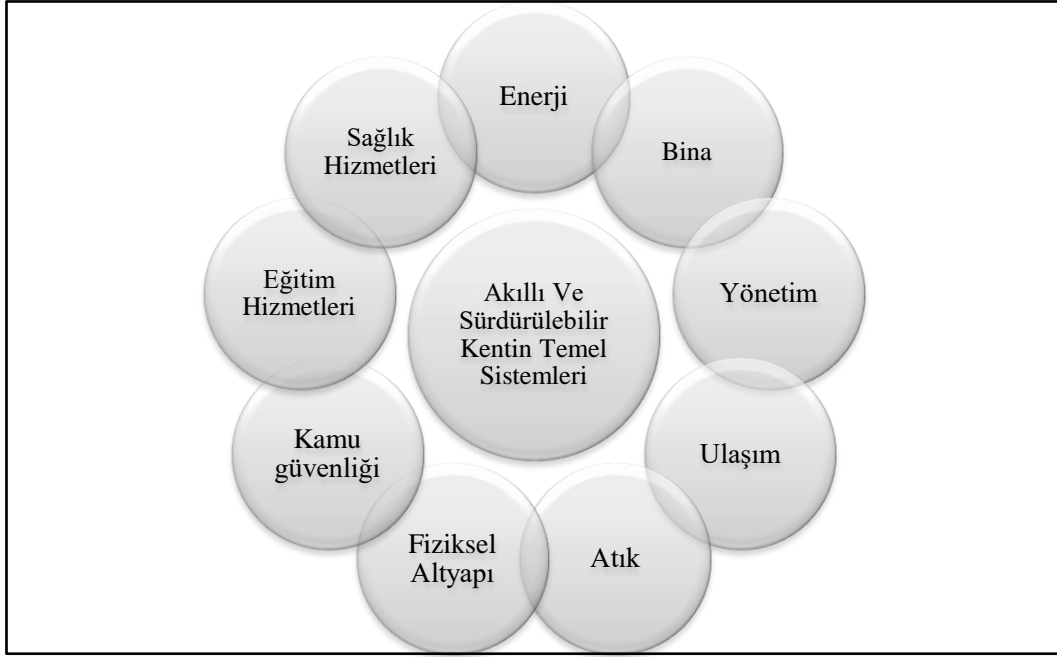 Enerji
Bina
Yönetim
Ulaşım
Atık
Fiziksel
Altyapı
Kamu
güvenliği
Eğitim
Hizmetleri
Sağlık
Hizmetleri
Akıllı Ve
Sürdürülebilir
Kentin Temel
Sistemleri